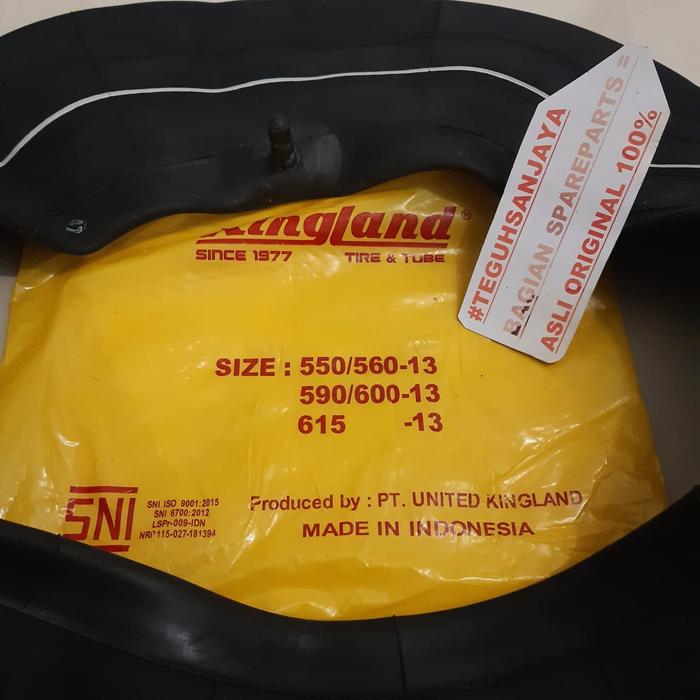 Kingland®
SINCE 1977 TIRE & TUBE
SIZE : 550/560-13
590/600-13
615 -13
SNI
SNI ISO 9001:2015
SNI 6700:2012
LSPr-009-IDN
NRP 115-027-181394
Produced by : PT. UNITED KINGLAND
MADE IN INDONESIA
#TEGUHSANJAYA
BAGIAN SPAREPARTS =
ASLI ORIGINAL 100%